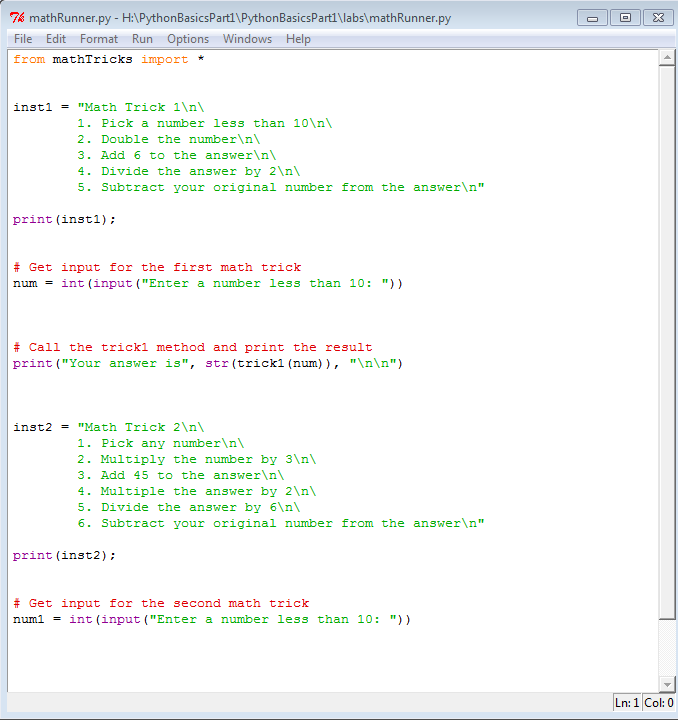 mathRunner.py - H:\PythonBasicsPart1\PythonBasicsPart1\labs\mathRunner.py
File Edit Format Run Options Windows Help
from mathTricks import *
inst1 = "Math Trick 1\n\
        1. Pick a number less than 10\n\
        2. Double the number\n\
        3. Add 6 to the answer\n\
        4. Divide the answer by 2\n\
        5. Subtract your original number from the answer\n"
print(inst1);
# Get input for the first math trick
num = int(input("Enter a number less than 10: "))
# Call the trick1 method and print the result
print("Your answer is", str(trick1(num)), "\n\n")
inst2 = "Math Trick 2\n\
        1. Pick any number\n\
        2. Multiply the number by 3\n\
        3. Add 45 to the answer\n\
        4. Multiple the answer by 2\n\
        5. Divide the answer by 6\n\
        6. Subtract your original number from the answer\n"
print(inst2);
# Get input for the second math trick
num1 = int(input("Enter a number less than 10: "))
Ln: 1 Col: 0